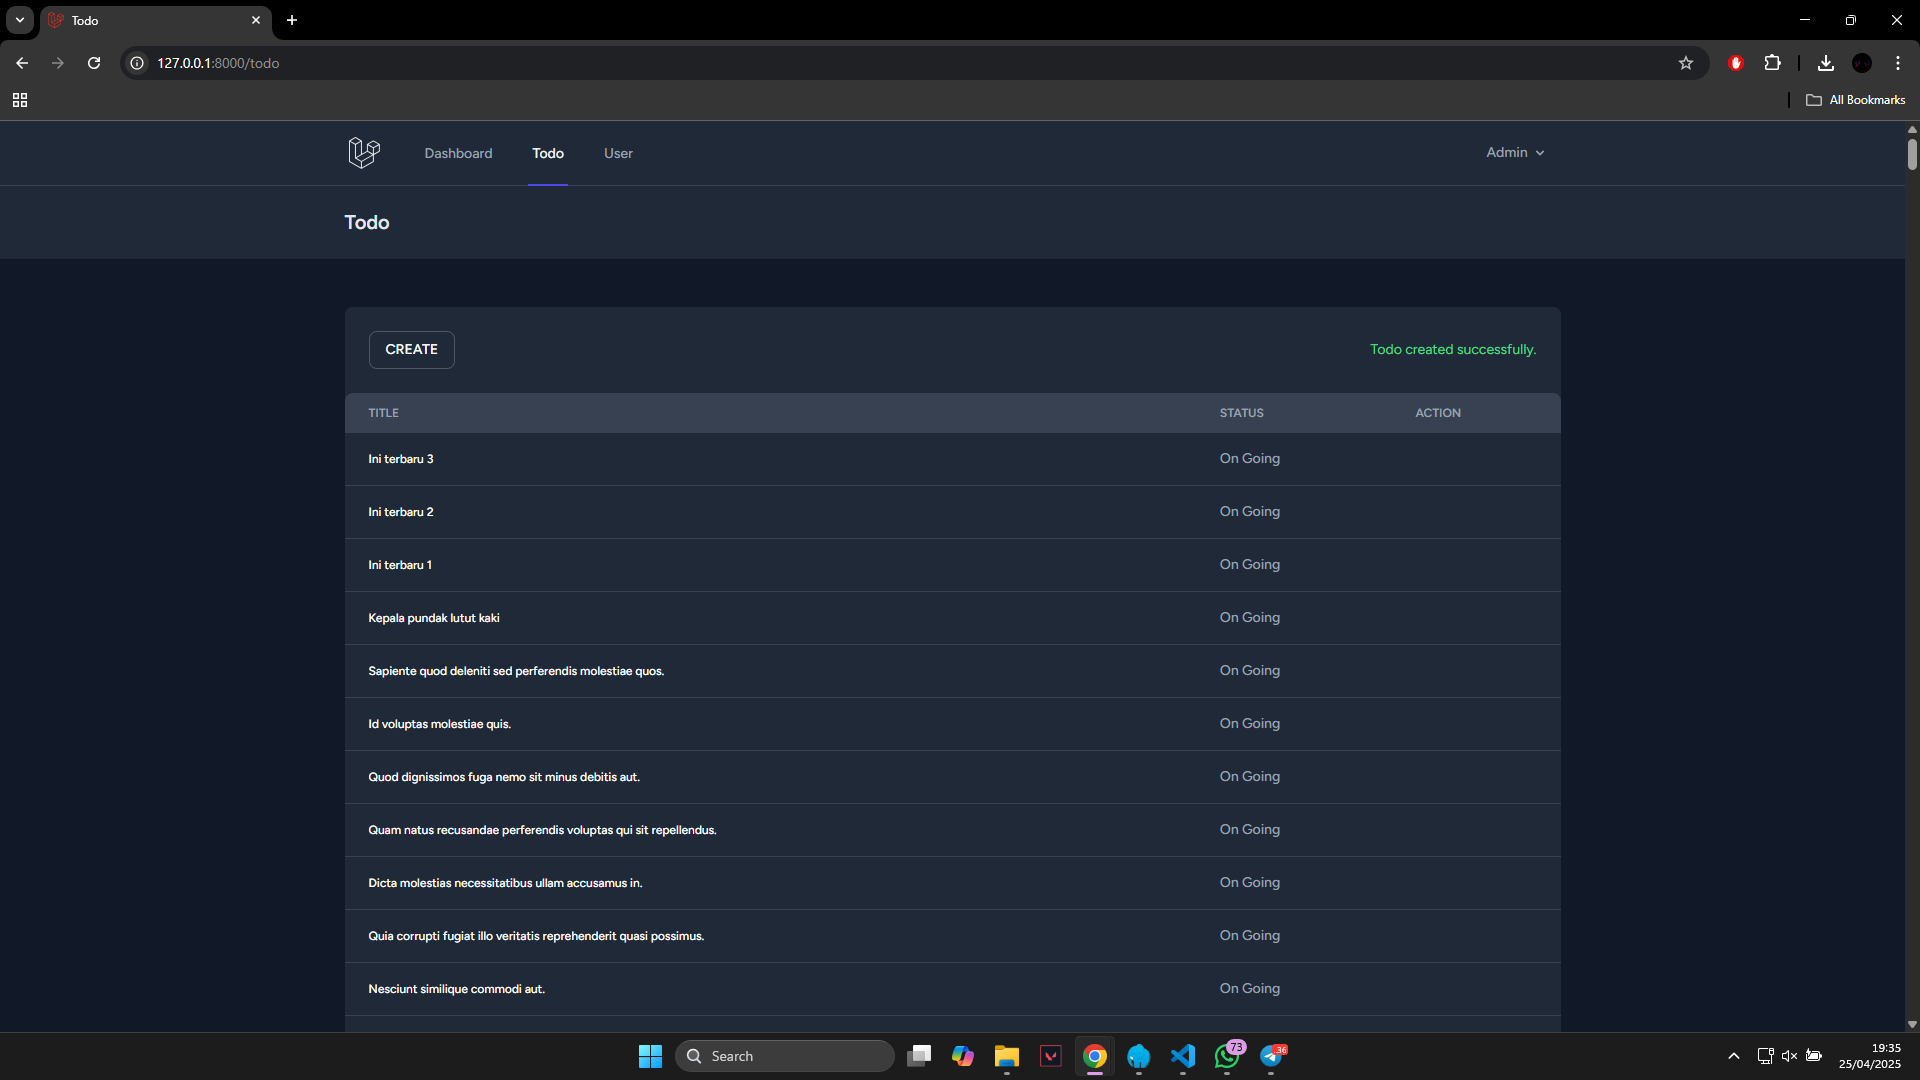 Todo
127.0.0.1:8000/todo
All Bookmarks
Dashboard Todo User Admin
Todo
CREATE Todo created successfully.
TITLE STATUS ACTION
Ini terbaru 3 On Going
Ini terbaru 2 On Going
Ini terbaru 1 On Going
Kepala pundak lutut kaki On Going
Sapiente quod deleniti sed perferendis molestiae quos. On Going
Id voluptas molestiae quis. On Going
Quod dignissimos fuga nemo sit minus debitis aut. On Going
Quam natus recusandae perferendis voluptas qui sit repellendus. On Going
Dicta molestias necessitatibus ullam accusamus in. On Going
Quia corrupti fugiat illo veritatis reprehenderit quasi possimus. On Going
Nesciunt similique commodi aut. On Going
Search 73 36 19:35
25/04/2025